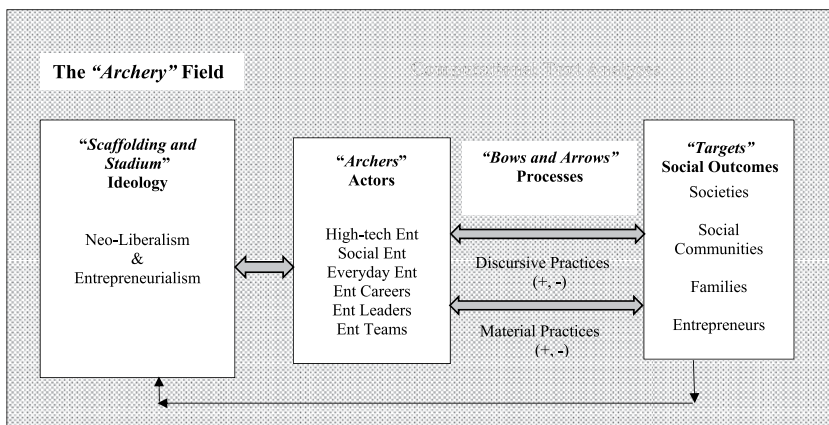 The “Archery” Field
“Scaffolding and
Stadium”
Ideology
Neo-Liberalism
&
Entrepreneurialism
“Archers”
Actors
High-tech Ent
Social Ent
Everyday Ent
Ent Careers
Ent Leaders
Ent Teams
“Bows and Arrows”
Processes
Discursive Practices
(+, -)
Material Practices
(+, -)
“Targets”
Social Outcomes
Societies
Social
Communities
Families
Entrepreneurs